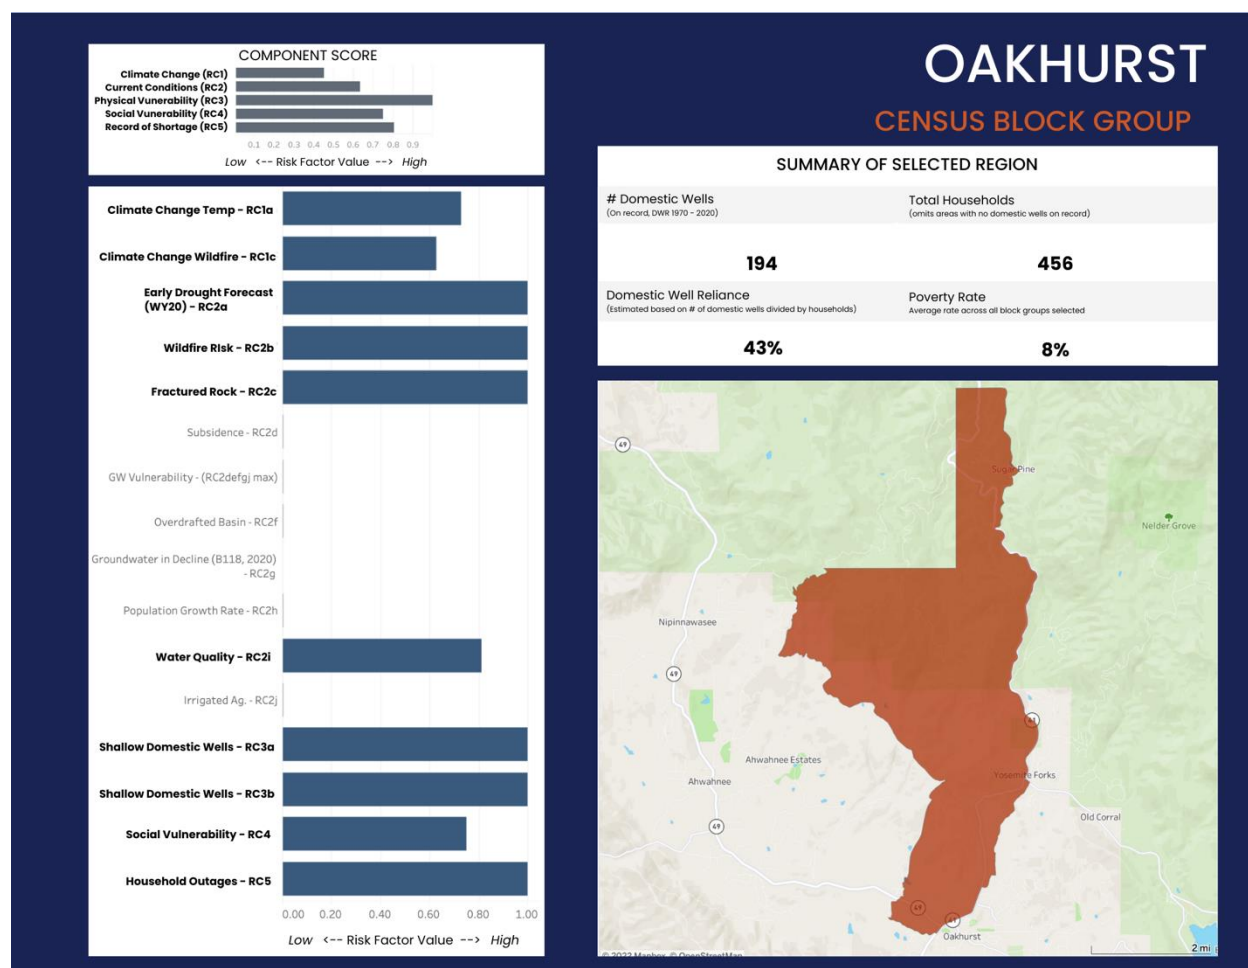 COMPONENT SCORE
Climate Change (RC1)
Current Conditions (RC2)
Physical Vunerability (RC3)
Social Vunerability (RC4)
Record of Shortage (RC5)
0.1 0.2 0.3 0.4 0.5 0.6 0.7 0.8 0.9
Low <-- Risk Factor Value --> High
Climate Change Temp - RC1a
Climate Change Wildfire - RC1c
Early Drought Forecast
(WY20) - RC2a
Wildfire RIsk - RC2b
Fractured Rock - RC2c
Subsidence - RC2d
GW Vulnerability - (RC2defgj max)
Overdrafted Basin - RC2f
Groundwater in Decline (B118, 2020)
- RC2g
Population Growth Rate - RC2h
Water Quality - RC2i
Irrigated Ag. - RC2j
Shallow Domestic Wells - RC3a
Shallow Domestic Wells - RC3b
Social Vulnerability - RC4
Household Outages - RC5
0.00 0.20 0.40 0.60 0.80 1.00
Low <-- Risk Factor Value --> High
OAKHURST
CENSUS BLOCK GROUP
SUMMARY OF SELECTED REGION
# Domestic Wells
(On record, DWR 1970 - 2020)
194
Total Households
(omits areas with no domestic wells on record)
456
Domestic Well Reliance
(Estimated based on # of domestic wells divided by households)
43%
Poverty Rate
Average rate across all block groups selected
8%
49
Sugar Pine
Nelder Grove
Nipinnawasee
49
41
Ahwahnee Estates
Yosemite Forks
Ahwahnee
Old Corral
49
49
41
Oakhurst
© 2022 Mapbox © OpenStreetMap
2 mi